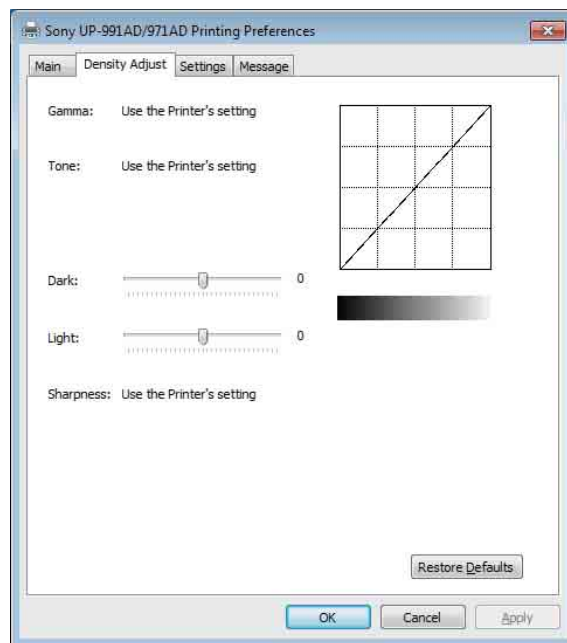 Sony UP-991AD/971AD Printing Preferences
Main Density Adjust Settings Message
Gamma: Use the Printer's setting
Tone: Use the Printer's setting
Dark: 0
Light: 0
Sharpness: Use the Printer's setting
Restore Defaults
OK Cancel Apply